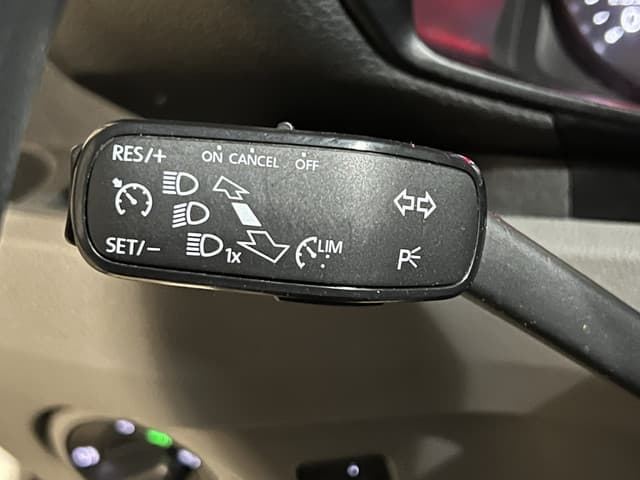 RES/+ ON CANCEL OFF
SET/– 1x LIM
P